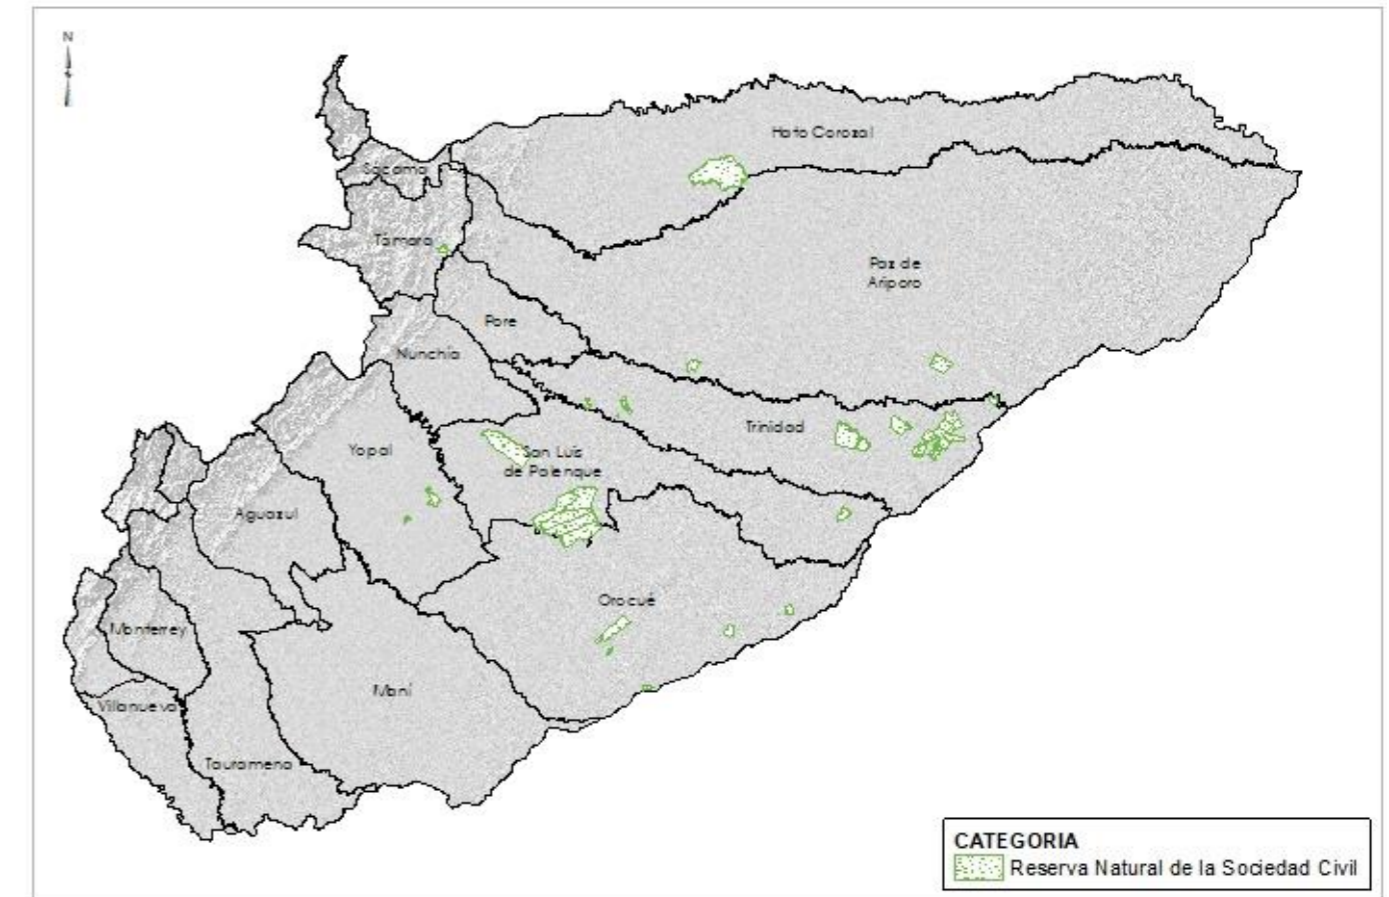 N
Hato Corozal
Sácama
Támara
Paz de
Ariporo
Pore
Nunchía
Trinidad
Yopal
San Luís
de Palenque
Aguazul
Orocué
Monterrey
Maní
Villanueva
Tauramena
CATEGORIA
Reserva Natural de la Sociedad Civil